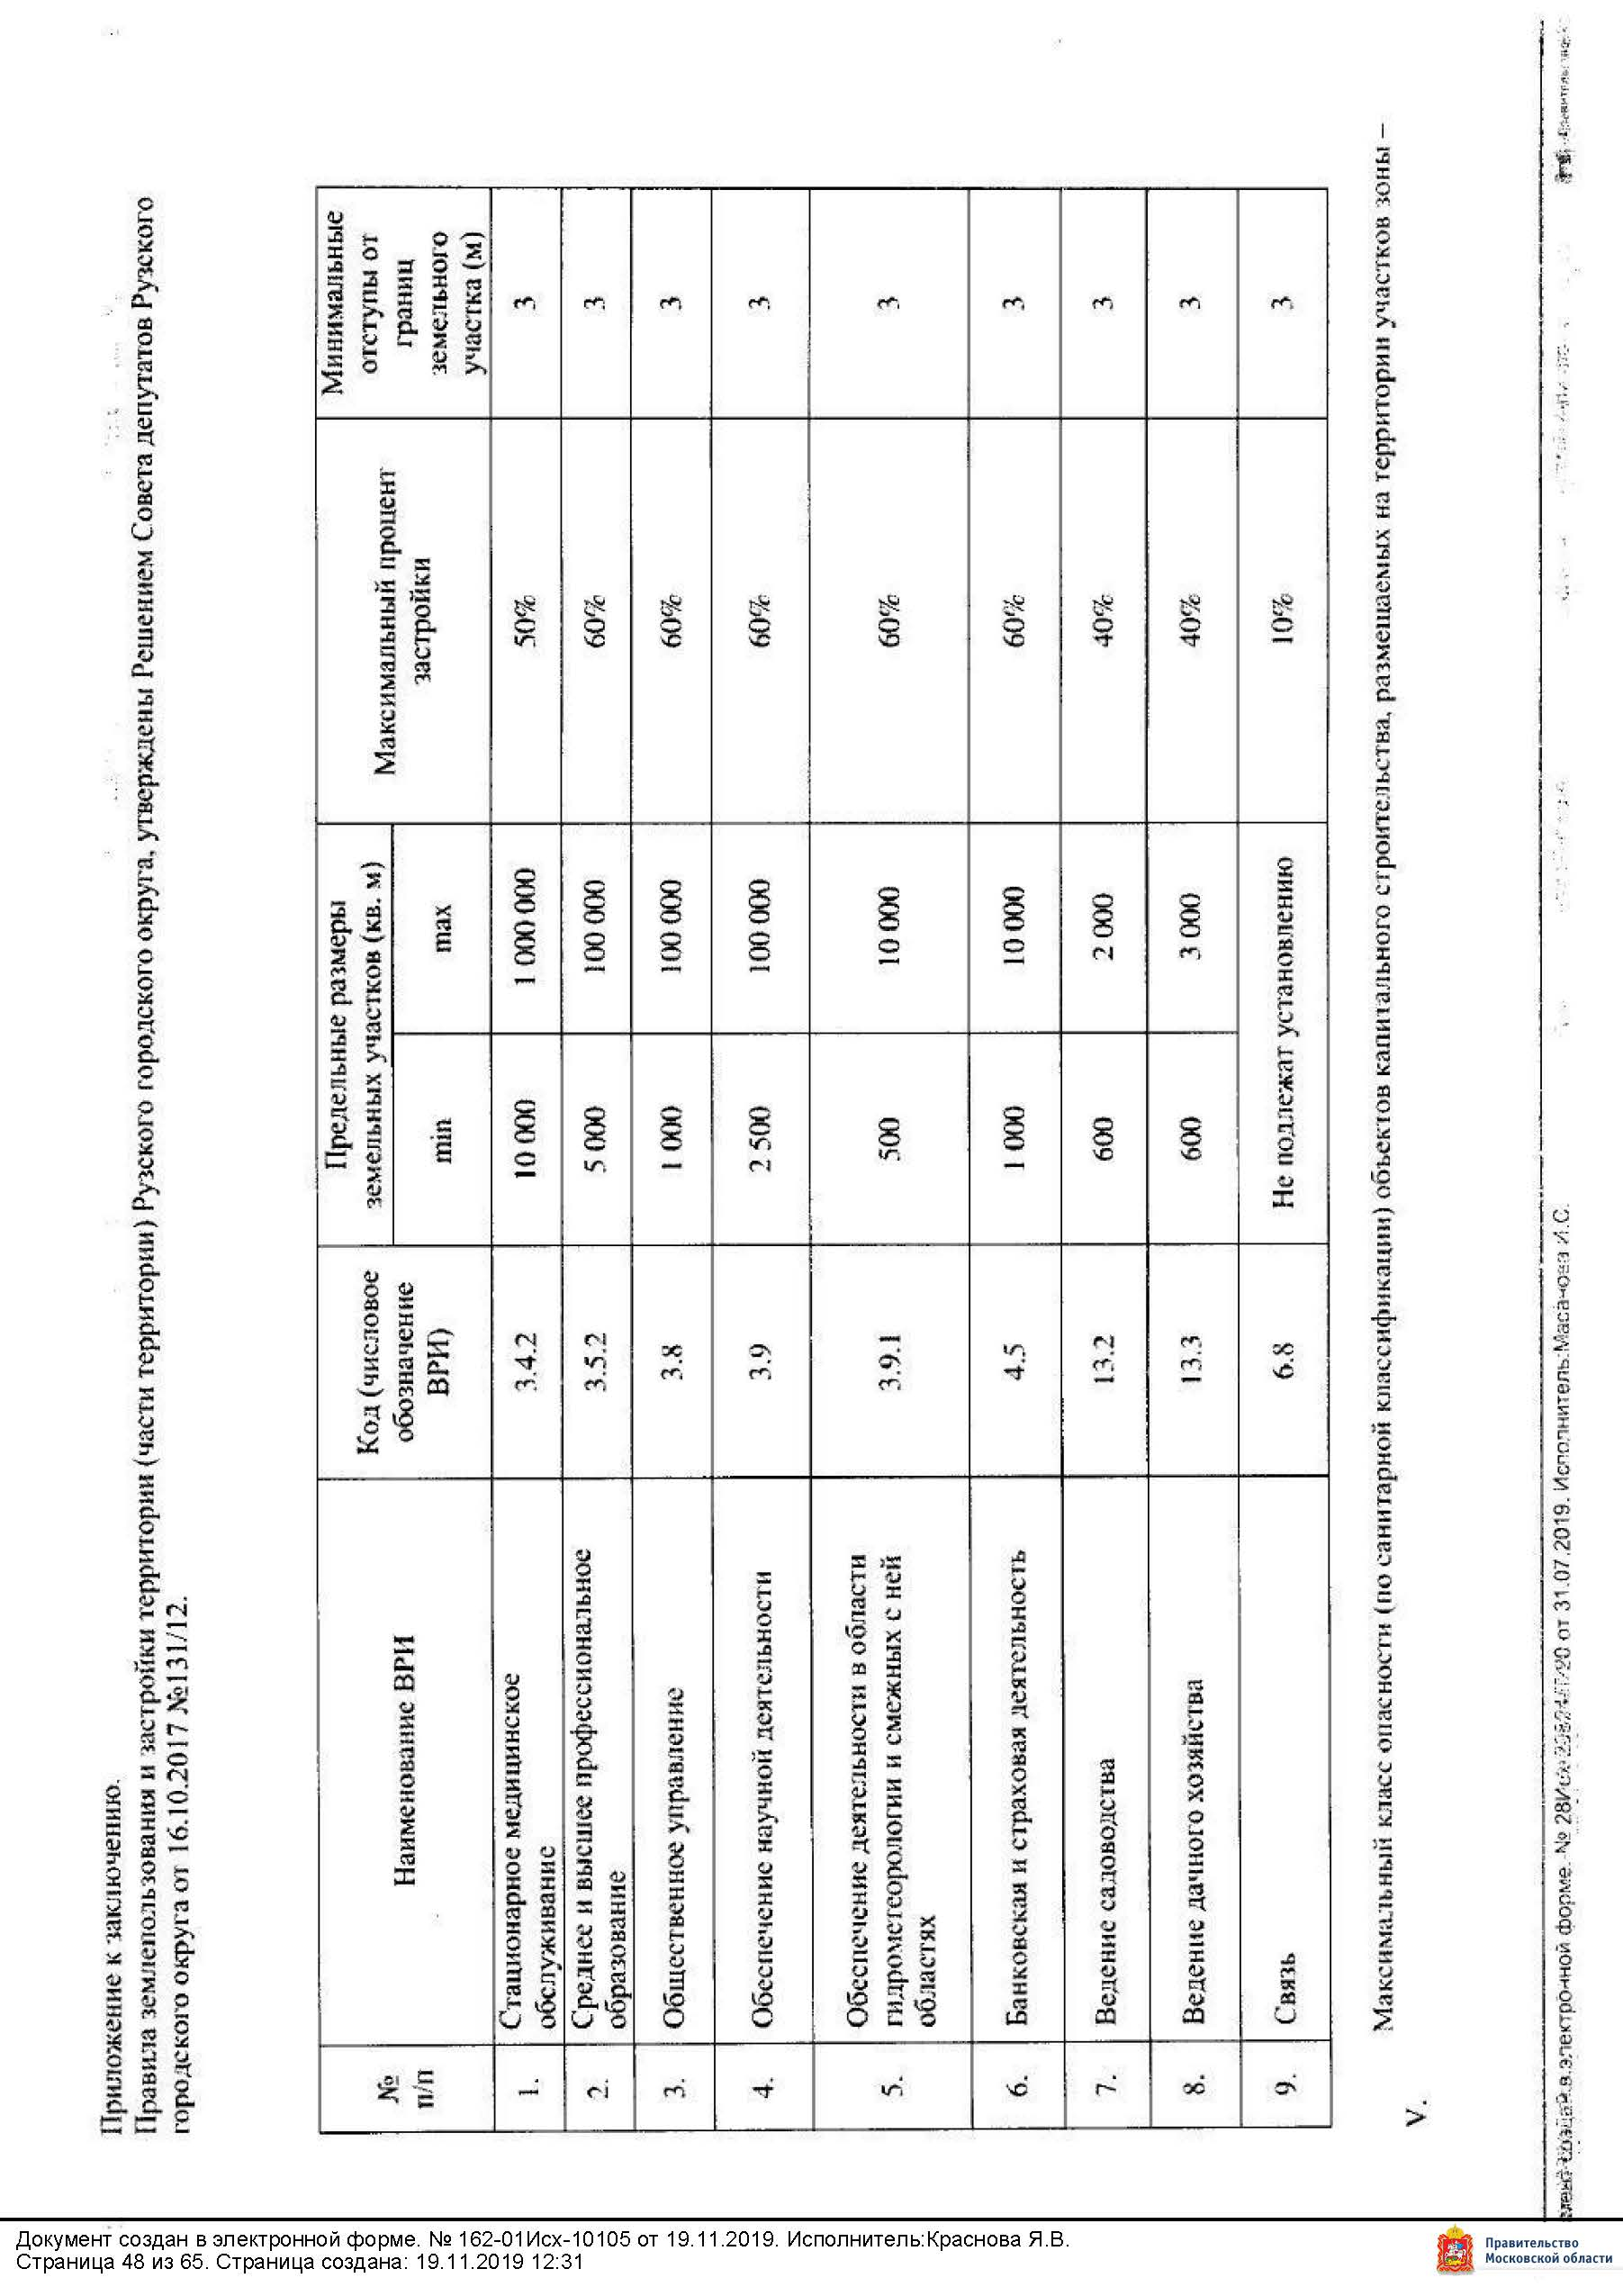 Приложение к заключению.
Правила землепользования и застройки территории (части территории) Рузского городского округа, утверждены Решением Совета депутатов Рузского
городского округа от 16.10.2017 №131/12.
№
п/п
Наименование ВРИ
Код (числовое
обозначение
ВРИ)
Предельные размеры
земельных участков (кв. м)
min
max
Максимальный процент
застройки
Минимальные
отступы от
границ
земельного
участка (м)
1. Стационарное медицинское
обслуживание 3.4.2 10 000 1 000 000 50% 3
2. Среднее и высшее профессиональное
образование 3.5.2 5 000 100 000 60% 3
3. Общественное управление 3.8 1 000 100 000 60% 3
4. Обеспечение научной деятельности 3.9 2 500 100 000 60% 3
5. Обеспечение деятельности в области
гидрометеорологии и смежных с ней
областях 3.9.1 500 10 000 60% 3
6. Банковская и страховая деятельность 4.5 1 000 10 000 60% 3
7. Ведение садоводства 13.2 600 2 000 40% 3
8. Ведение дачного хозяйства 13.3 600 3 000 40% 3
9. Связь 6.8 Не подлежат установлению 10% 3
Максимальный класс опасности (по санитарной классификации) объектов капитального строительства, размещаемых на территории участков зоны –
V.
в электронной форме. № от 31.07.2019. Исполнитель:Масачова И.С.
Документ создан в электронной форме. № 162-01Исх-10105 от 19.11.2019. Исполнитель:Краснова Я.В.
Страница 48 из 65. Страница создана: 19.11.2019 12:31
Правительство
Московской области